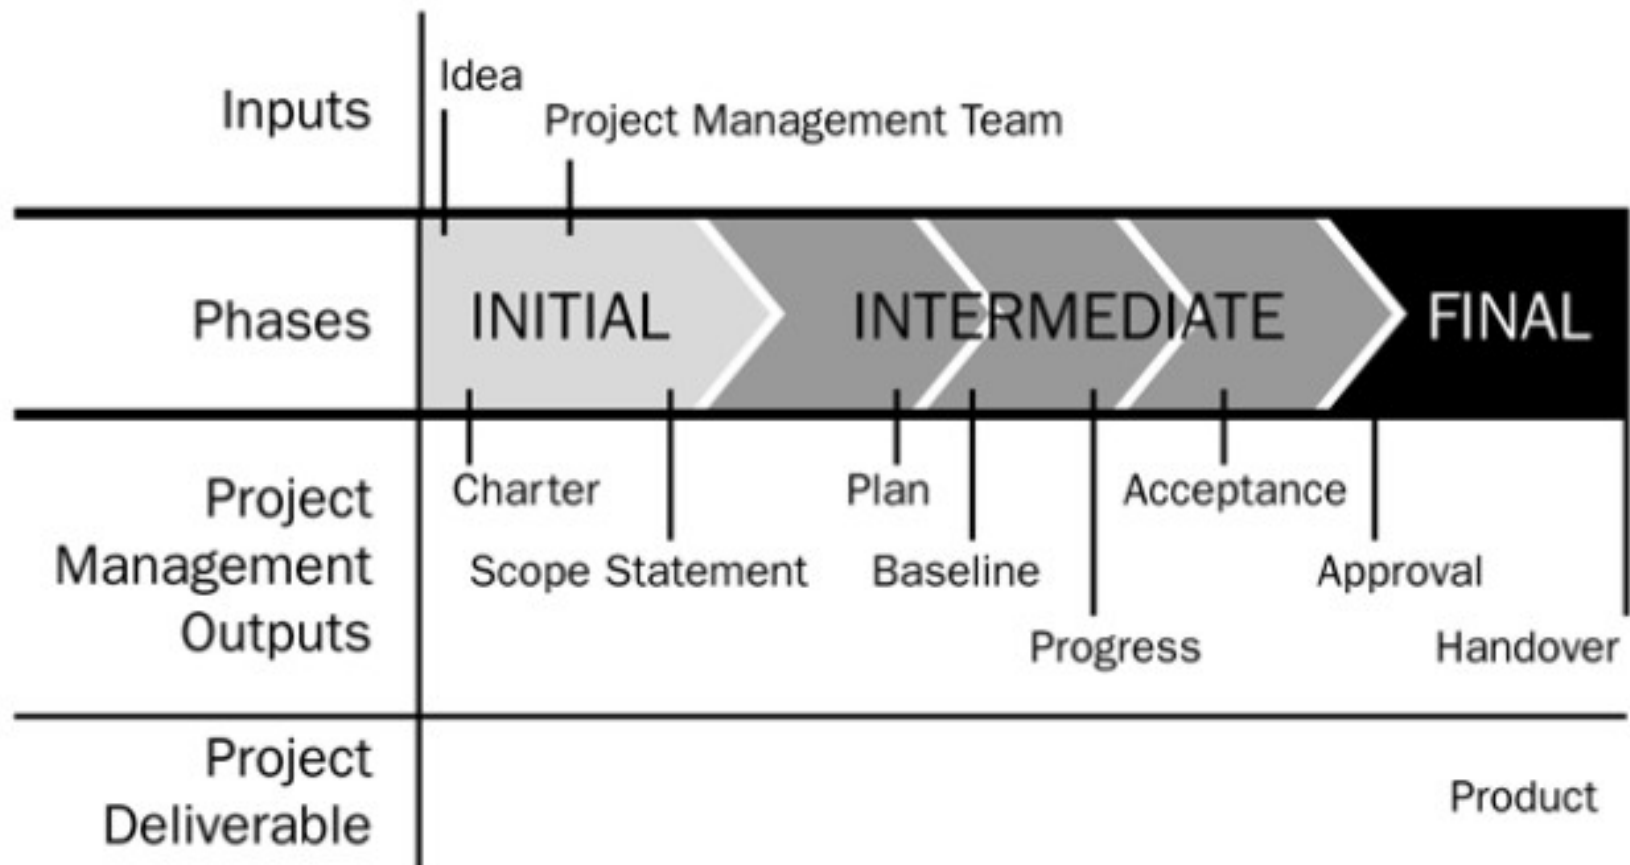 Inputs
Idea
Project Management Team
Phases
INITIAL
INTERMEDIATE
FINAL
Project
Management
Outputs
Charter
Scope Statement
Plan
Baseline
Progress
Acceptance
Approval
Handover
Project
Deliverable
Product